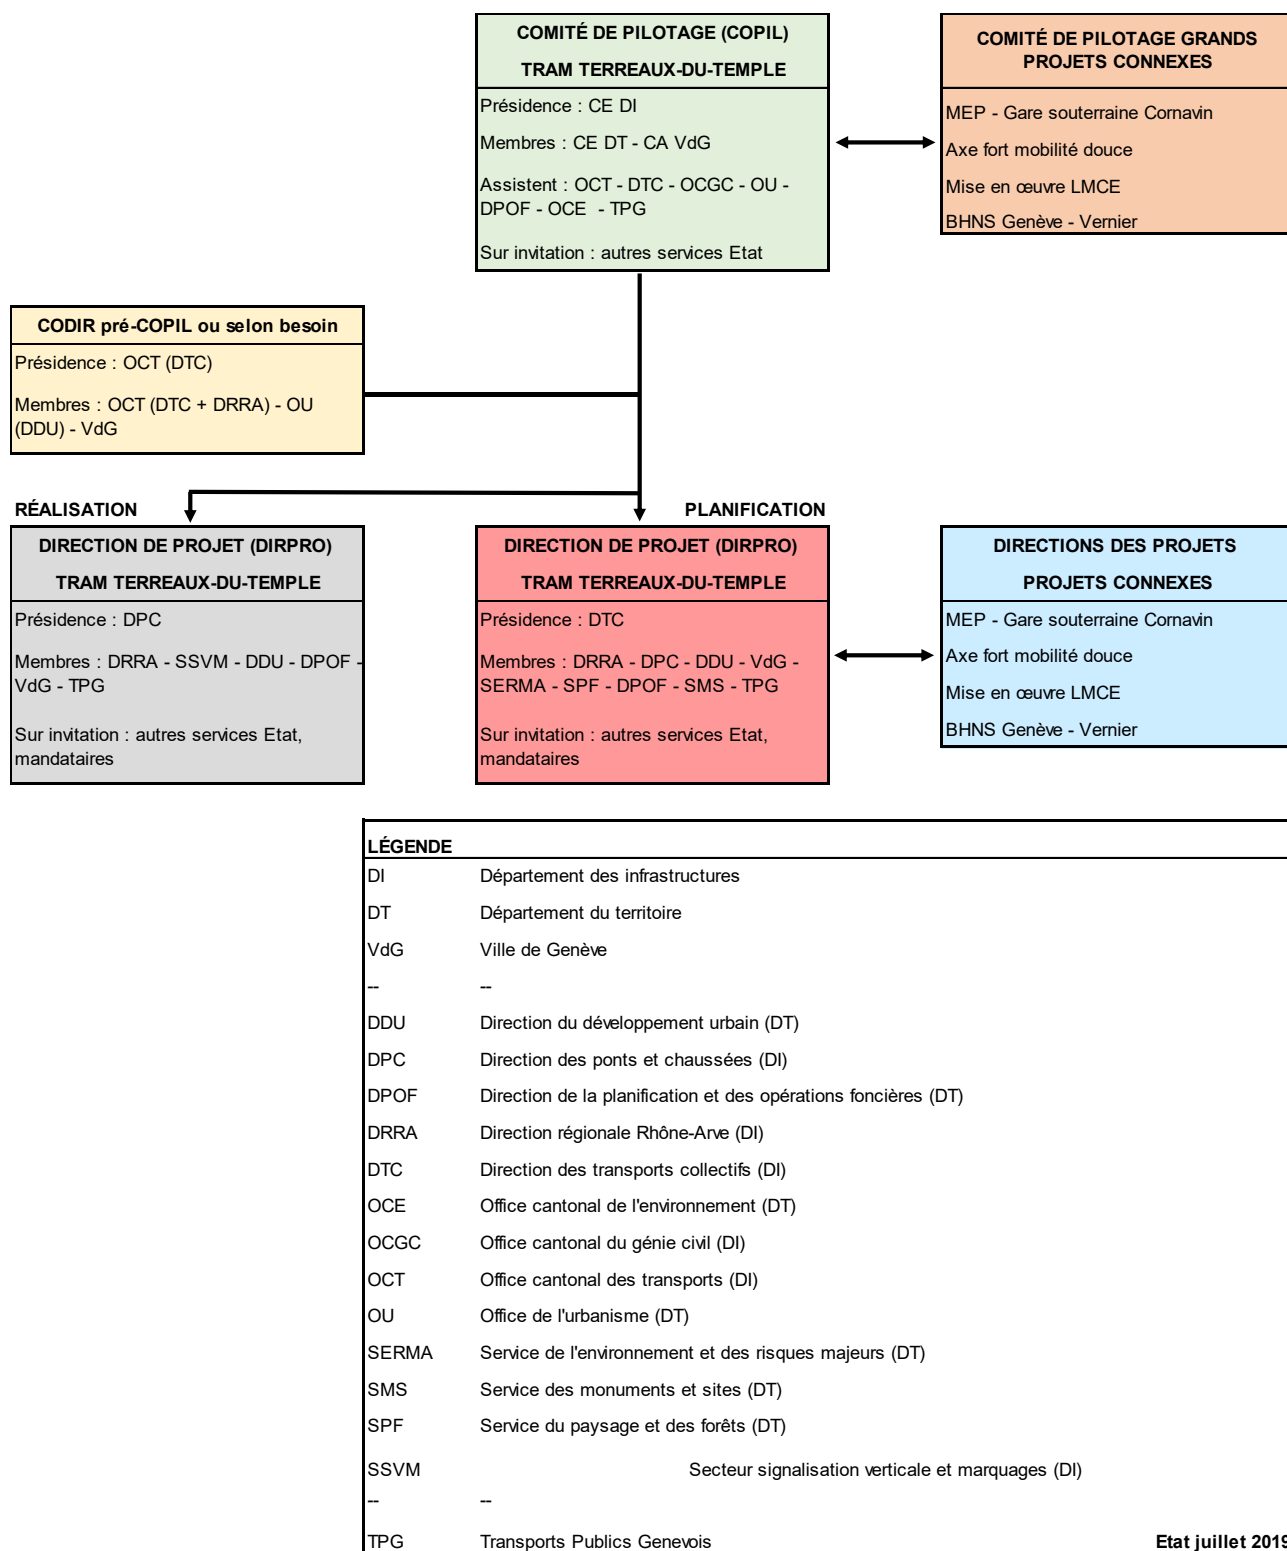 COMITÉ DE PILOTAGE (COPIL)
TRAM TERREAUX-DU-TEMPLE
Présidence : CE DI
Membres : CE DT - CA VdG
Assistent : OCT - DTC - OCGC - OU -
DPOF - OCE - TPG
Sur invitation : autres services Etat
COMITÉ DE PILOTAGE GRANDS
PROJETS CONNEXES
MEP - Gare souterraine Cornavin
Axe fort mobilité douce
Mise en œuvre LMCE
BHNS Genève - Vernier
CODIR pré-COPIL ou selon besoin
Présidence : OCT (DTC)
Membres : OCT (DTC + DRRA) - OU
(DDU) - VdG
RÉALISATION
DIRECTION DE PROJET (DIRPRO)
TRAM TERREAUX-DU-TEMPLE
Présidence : DPC
Membres : DRRA - SSVM - DDU - DPOF -
VdG - TPG
Sur invitation : autres services Etat,
mandataires
PLANIFICATION
DIRECTION DE PROJET (DIRPRO)
TRAM TERREAUX-DU-TEMPLE
Présidence : DTC
Membres : DRRA - DPC - DDU - VdG -
SERMA - SPF - DPOF - SMS - TPG
Sur invitation : autres services Etat,
mandataires
DIRECTIONS DES PROJETS
PROJETS CONNEXES
MEP - Gare souterraine Cornavin
Axe fort mobilité douce
Mise en œuvre LMCE
BHNS Genève - Vernier
LÉGENDE
DI Département des infrastructures
DT Département du territoire
VdG Ville de Genève
-- --
DDU Direction du développement urbain (DT)
DPC Direction des ponts et chaussées (DI)
DPOF Direction de la planification et des opérations foncières (DT)
DRRA Direction régionale Rhône-Arve (DI)
DTC Direction des transports collectifs (DI)
OCE Office cantonal de l'environnement (DT)
OCGC Office cantonal du génie civil (DI)
OCT Office cantonal des transports (DI)
OU Office de l'urbanisme (DT)
SERMA Service de l'environnement et des risques majeurs (DT)
SMS Service des monuments et sites (DT)
SPF Service du paysage et des forêts (DT)
SSVM Secteur signalisation verticale et marquages (DI)
-- --
TPG Transports Publics Genevois Etat juillet 2019